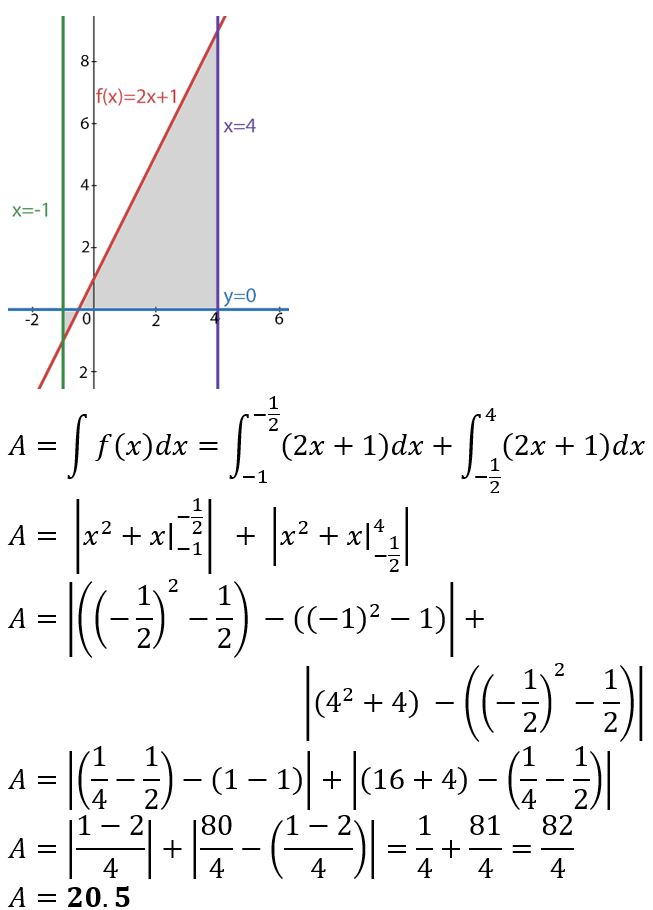 8
f(x)=2x+1
6
x=4
4
x=-1
2
y=0
-2 0 2 4 6
2
A = ∫ f(x)dx = ∫_{-1}^{-1/2} (2x + 1)dx + ∫_{-1/2}^{4} (2x + 1)dx
A = |x² + x|_{-1}^{-1/2}| + |x² + x|_{-1/2}^{4}|
A = |((-1/2)² - 1/2) - ((-1)² - 1)| +
|(4² + 4) - ((-1/2)² - 1/2)|
A = |(1/4 - 1/2) - (1 - 1)| + |(16 + 4) - (1/4 - 1/2)|
A = |(1 - 2)/4| + |80/4 - ((1 - 2)/4)| = 1/4 + 81/4 = 82/4
A = 20.5